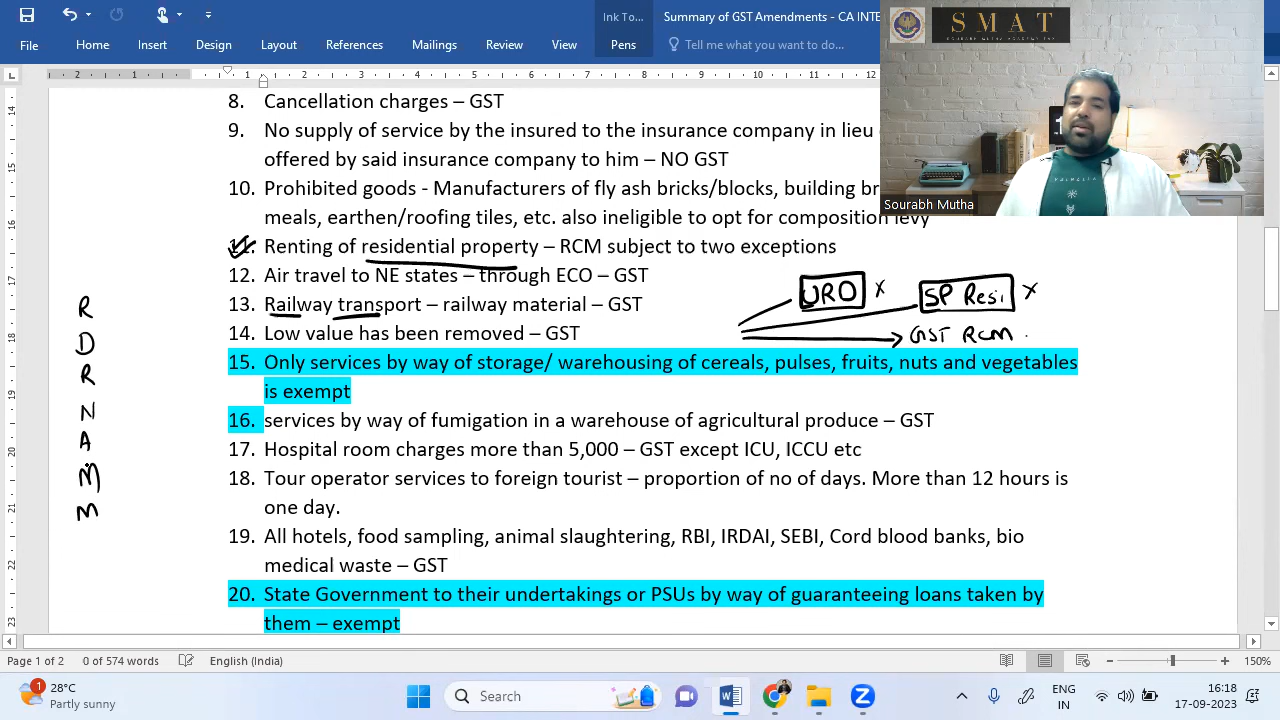 Ink To...
Summary of GST Amendments - CA INTE
SMAT
File
Home
Insert
Design
References
Mailings
Review
View
Pens
Tell me what you want to do...
Sourabh Mutha
8. Cancellation charges – GST
9. No supply of service by the insured to the insurance company in lieu
offered by said insurance company to him – NO GST
10. Prohibited goods - Manufacturers of fly ash bricks/blocks, building br
meals, earthen/roofing tiles, etc. also ineligible to opt for composition levy
11. Renting of residential property – RCM subject to two exceptions
12. Air travel to NE states – through ECO – GST
13. Railway transport – railway material – GST
URD X
SP Resi X
14. Low value has been removed – GST
GST RCM
15. Only services by way of storage/ warehousing of cereals, pulses, fruits, nuts and vegetables
is exempt
16. services by way of fumigation in a warehouse of agricultural produce – GST
17. Hospital room charges more than 5,000 – GST except ICU, ICCU etc
18. Tour operator services to foreign tourist – proportion of no of days. More than 12 hours is
one day.
19. All hotels, food sampling, animal slaughtering, RBI, IRDAI, SEBI, Cord blood banks, bio
medical waste – GST
20. State Government to their undertakings or PSUs by way of guaranteeing loans taken by
them – exempt
R
D
R
N
A
M
M
Page 1 of 2
0 of 574 words
English (India)
150%
28°C
Partly sunny
Search
ENG
IN
16:18
17-09-2023